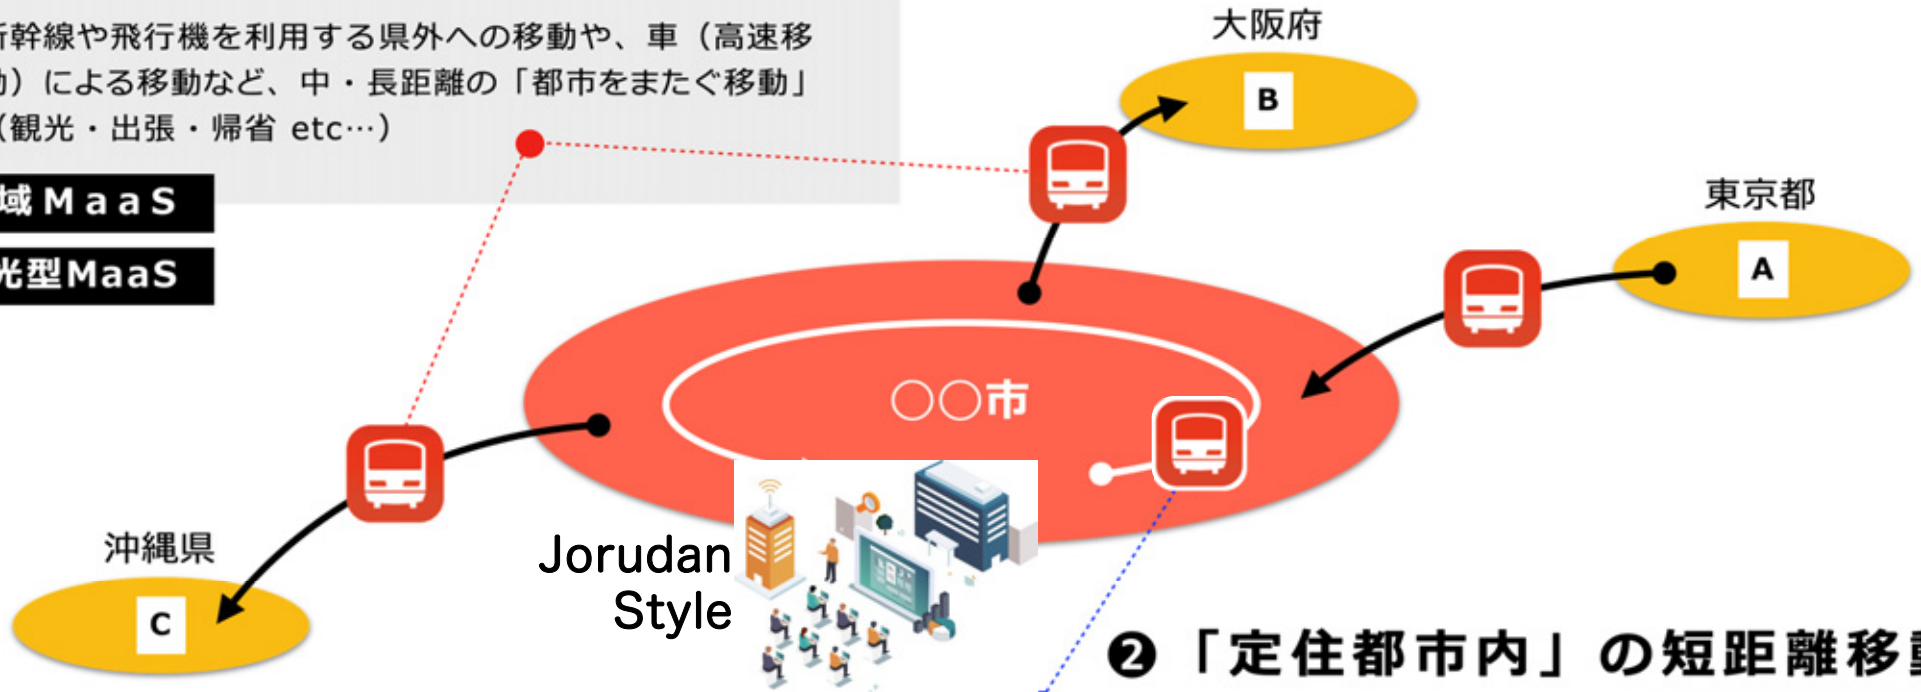 新幹線や飛行機を利用する県外への移動や、車（高速移
動）による移動など、中・長距離の「都市をまたぐ移動」
（観光・出張・帰省 etc…）
域MaaS
光型MaaS
大阪府
B
東京都
A
○○市
沖縄県
C
Jorudan
Style
❷「定住都市内」の短距離移動